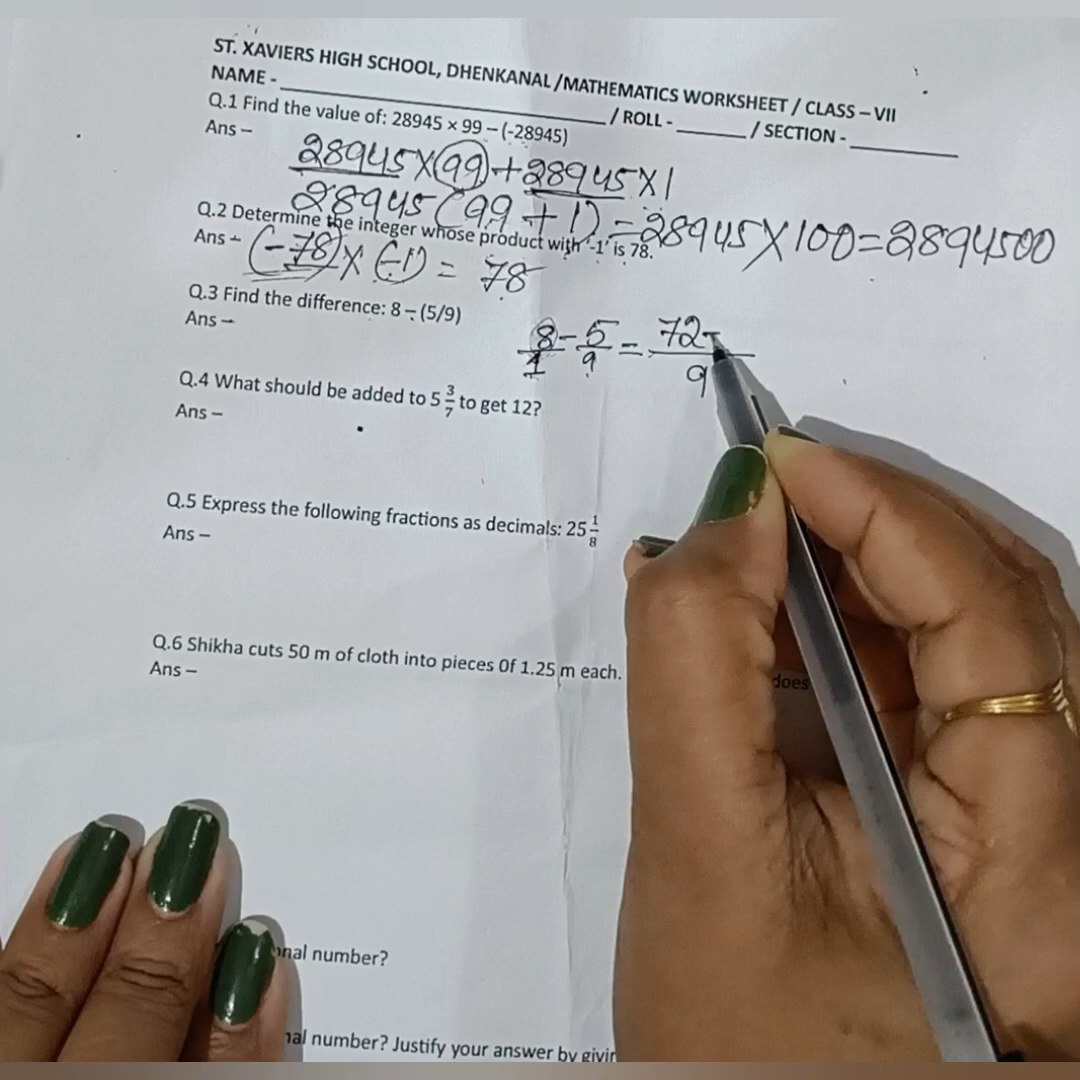 ST. XAVIERS HIGH SCHOOL, DHENKANAL /MATHEMATICS WORKSHEET / CLASS – VII
NAME - ____________ / ROLL - ______ / SECTION - ________
Q.1 Find the value of: 28945 × 99 – (-28945)
Ans –
28945 × 99 + 28945 × 1
28945 (99 + 1) = 28945 × 100 = 2894500
Q.2 Determine the integer whose product with '-1' is 78.
Ans – (-78) × (-1) = 78
Q.3 Find the difference: 8 – (5/9)
Ans –
8/1 - 5/9 = 72-/9
Q.4 What should be added to 5 3/7 to get 12?
Ans –
Q.5 Express the following fractions as decimals: 25 1/8
Ans –
Q.6 Shikha cuts 50 m of cloth into pieces 0f 1.25 m each. does
Ans –
number?
number? Justify your answer by